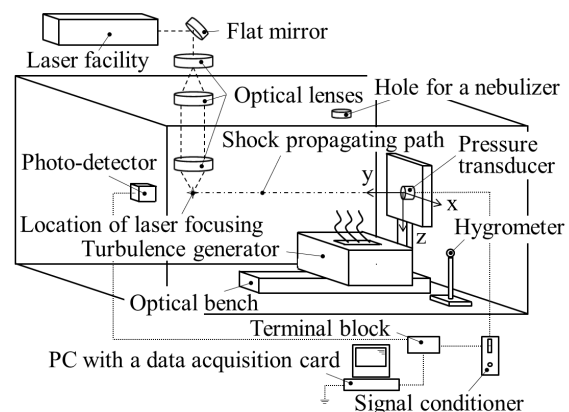 Flat mirror
Laser facility
Optical lenses
Hole for a nebulizer
Shock propagating path
Photo-detector
Pressure
transducer
y
x
z
Location of laser focusing
Hygrometer
Turbulence generator
Optical bench
Terminal block
PC with a data acquisition card
Signal conditioner